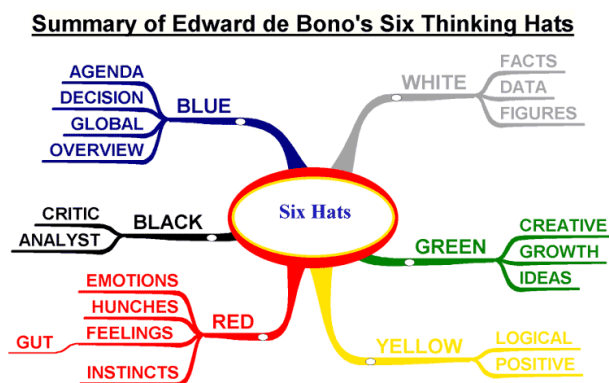 Summary of Edward de Bono's Six Thinking Hats
AGENDA
DECISION
GLOBAL
OVERVIEW
BLUE
WHITE
FACTS
DATA
FIGURES
Six Hats
CRITIC
ANALYST
BLACK
GREEN
CREATIVE
GROWTH
IDEAS
EMOTIONS
HUNCHES
GUT
FEELINGS
INSTINCTS
RED
YELLOW
LOGICAL
POSITIVE